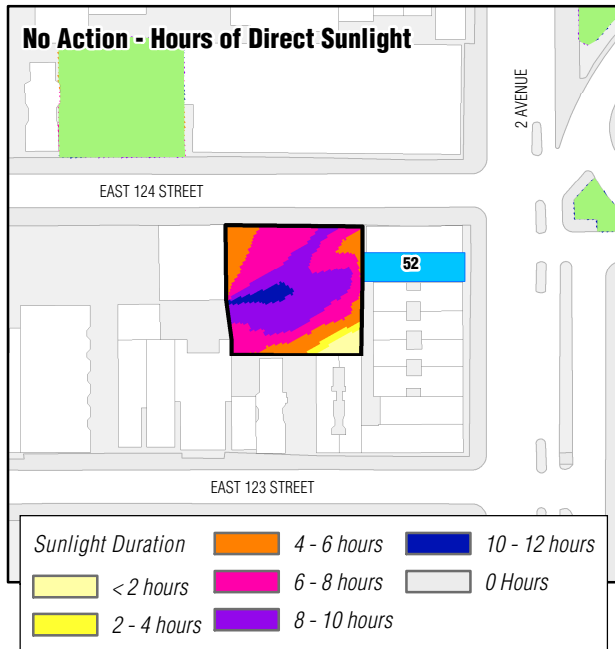 No Action - Hours of Direct Sunlight
2 AVENUE
EAST 124 STREET
52
EAST 123 STREET
Sunlight Duration
< 2 hours
2 - 4 hours
4 - 6 hours
6 - 8 hours
8 - 10 hours
10 - 12 hours
0 Hours